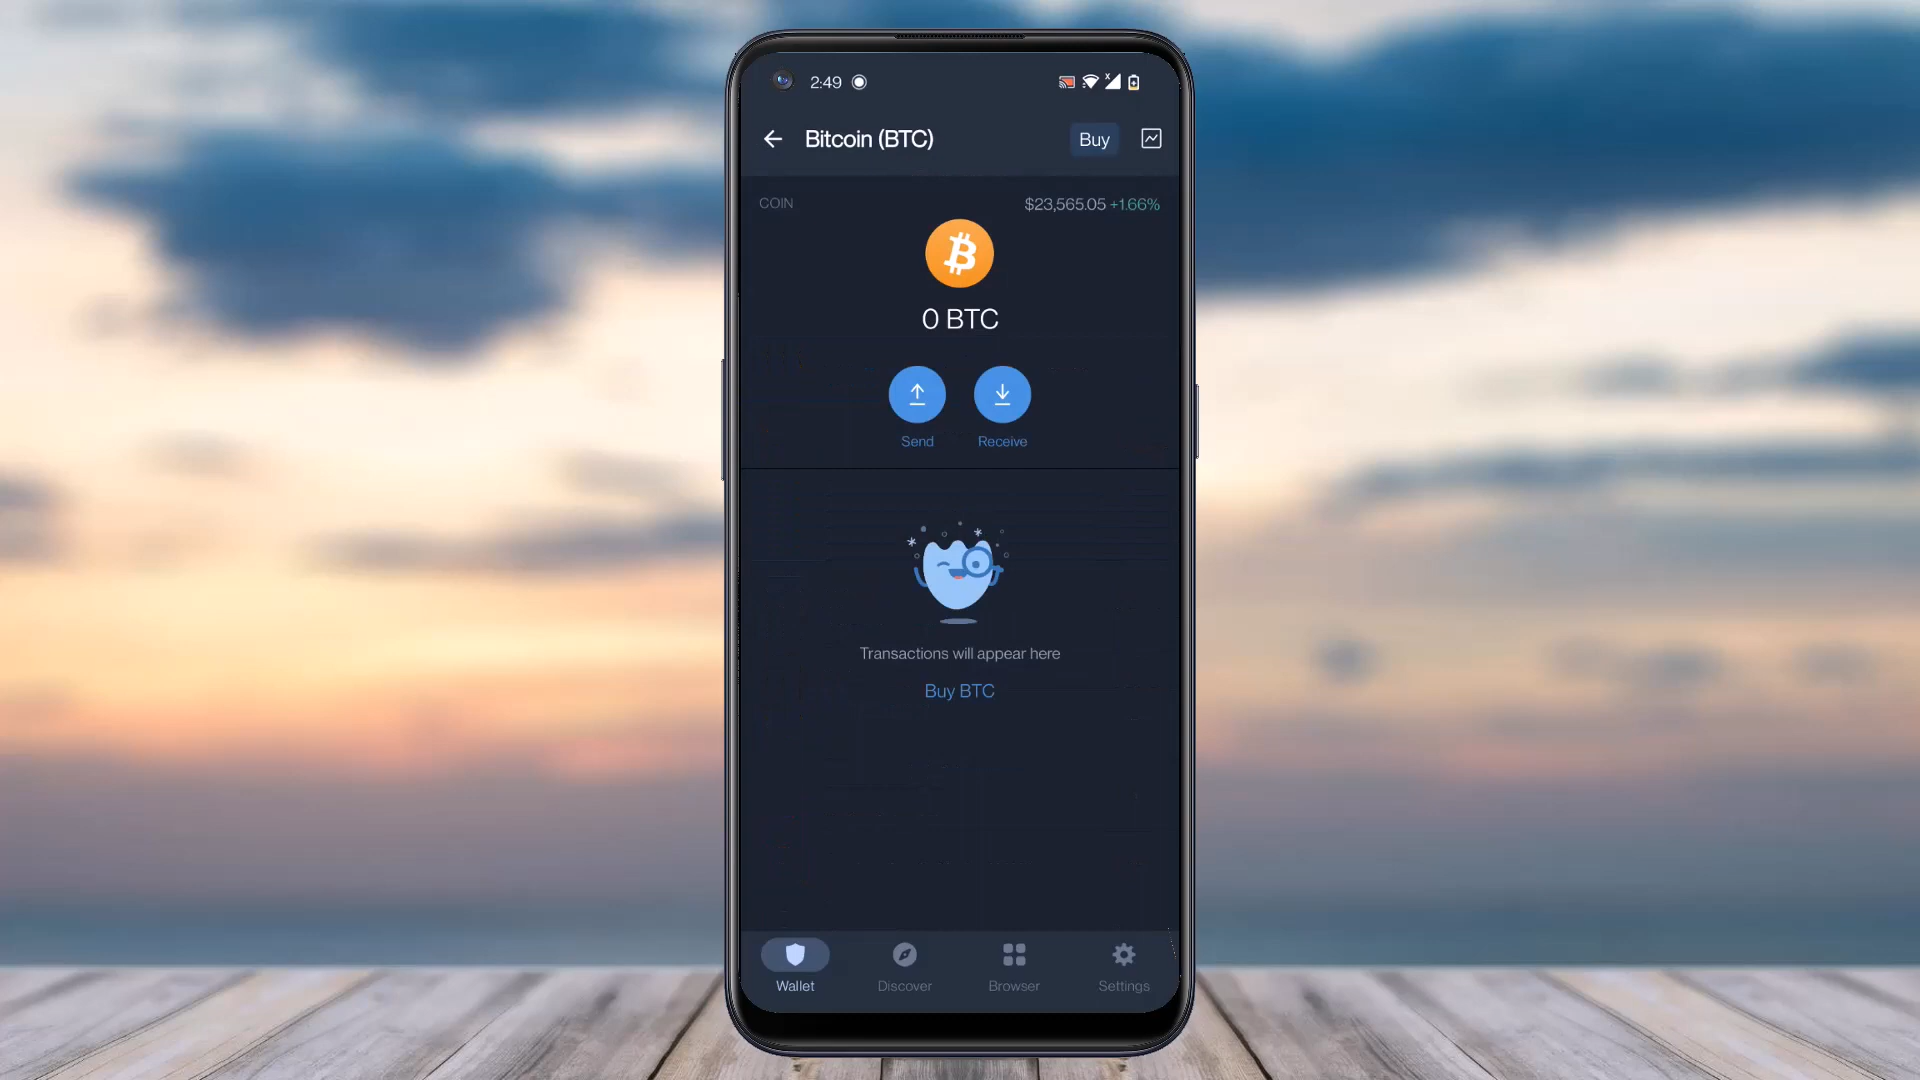 2:49
Bitcoin (BTC)
Buy
COIN
$23,565.05 +1.66%
0 BTC
Send
Receive
Transactions will appear here
Buy BTC
Wallet
Discover
Browser
Settings